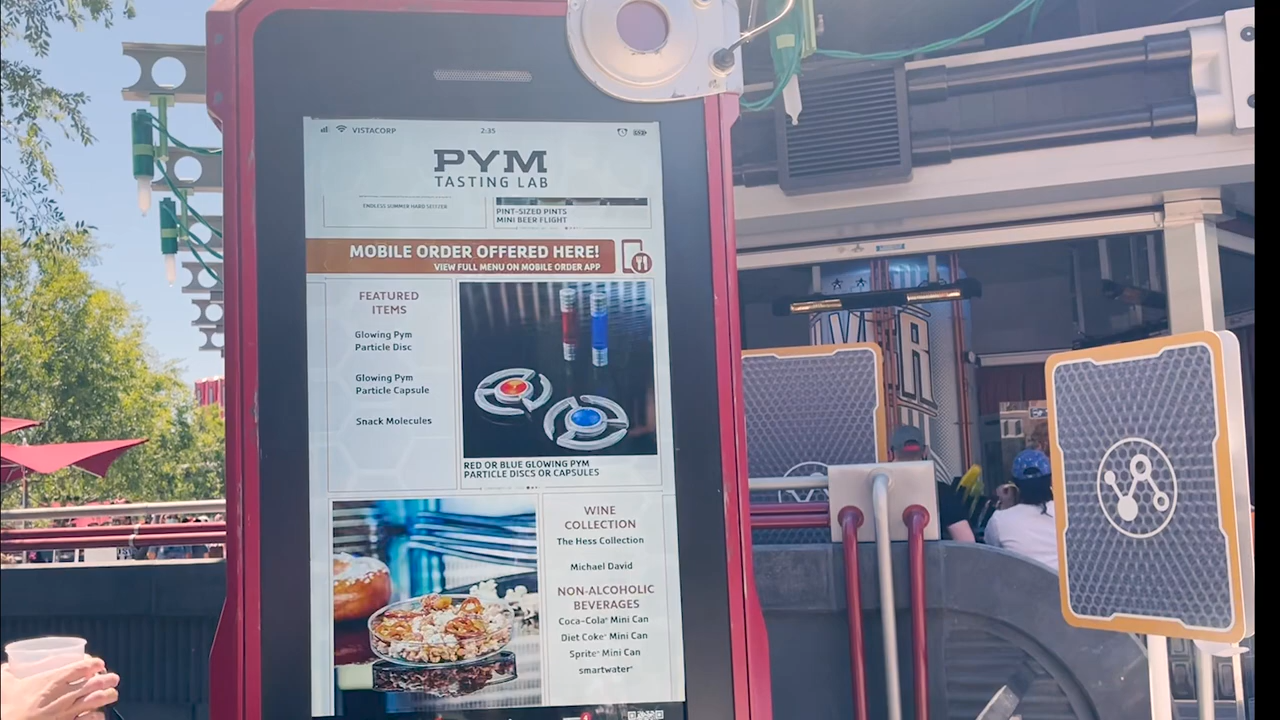 VISTACORP
2:35
PYM
TASTING LAB
ENDLESS SUMMER HARD SELTZER
PINT-SIZED PINTS
MINI BEER FLIGHT
MOBILE ORDER OFFERED HERE!
VIEW FULL MENU ON MOBILE ORDER APP
FEATURED
ITEMS
Glowing Pym
Particle Disc
Glowing Pym
Particle Capsule
Snack Molecules
RED OR BLUE GLOWING PYM
PARTICLE DISCS OR CAPSULES
WINE
COLLECTION
The Hess Collection
Michael David
NON-ALCOHOLIC
BEVERAGES
Coca-Cola® Mini Can
Diet Coke® Mini Can
Sprite® Mini Can
smartwater®